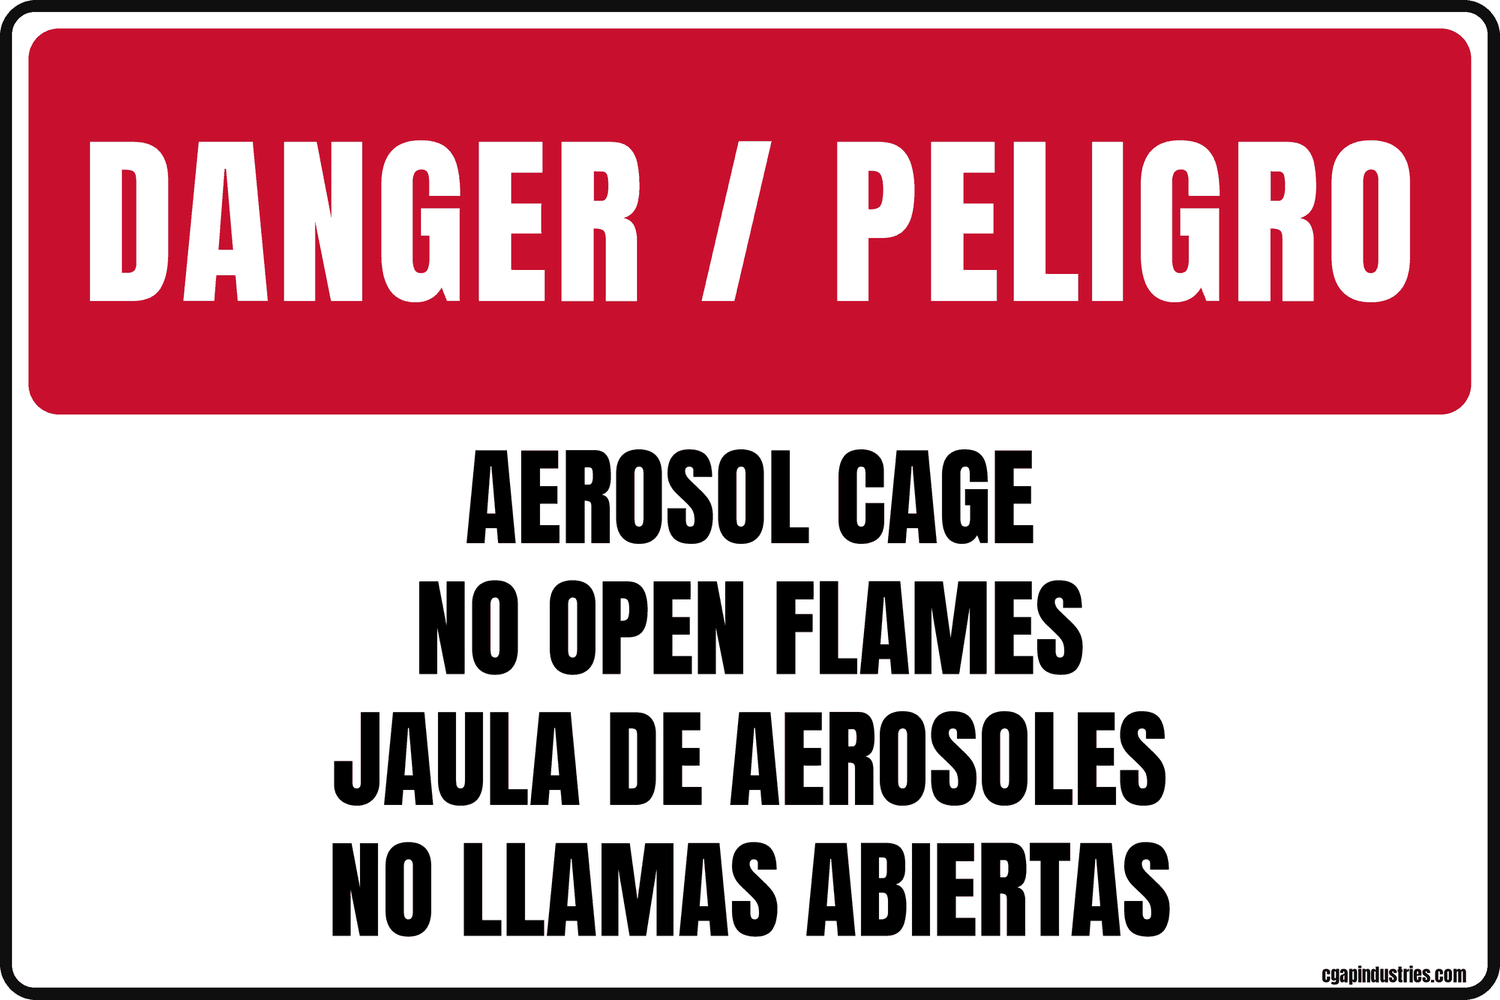 DANGER / PELIGRO
AEROSOL CAGE
NO OPEN FLAMES
JAULA DE AEROSOLES
NO LLAMAS ABIERTAS
cgapindustries.com